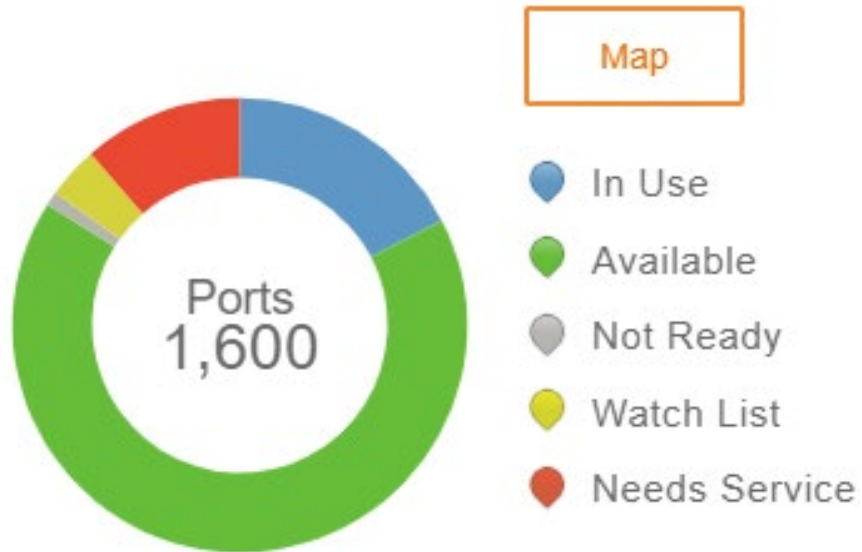 Map
Ports
1,600
In Use
Available
Not Ready
Watch List
Needs Service